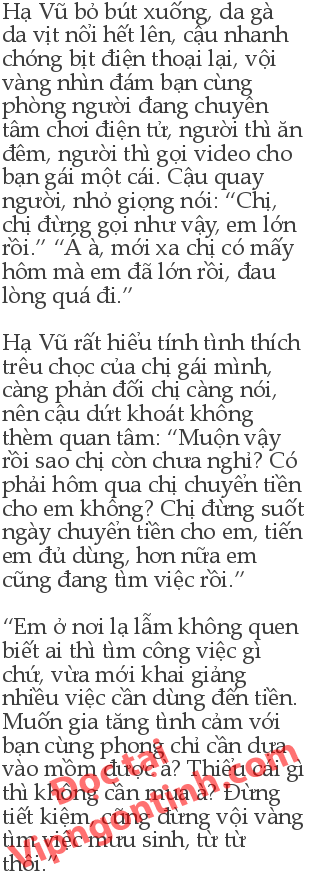 Hạ Vũ bỏ bút xuống, da gà
da vịt nổi hết lên, cậu nhanh
chóng bịt điện thoại lại, vội
vàng nhìn đám bạn cùng
phòng người đang chuyên
tâm chơi điện tử, người thì ăn
đêm, người thì gọi video cho
bạn gái một cái. Cậu quay
người, nhỏ giọng nói: “Chị,
chị đừng gọi như vậy, em lớn
rồi.” “Á à, mới xa chị có mấy
hôm mà em đã lớn rồi, đau
lòng quá đi.”

Hạ Vũ rất hiểu tính tình thích
trêu chọc của chị gái mình,
càng phản đối chị càng nói,
nên cậu dứt khoát không
thèm quan tâm: “Muộn vậy
rồi sao chị còn chưa nghỉ? Có
phải hôm qua chị chuyển tiền
cho em không? Chị đừng suốt
ngày chuyển tiền cho em, tiến
em đủ dùng, hơn nữa em
cũng đang tìm việc rồi.”

“Em ở nơi lạ lẫm không quen
biết ai thì tìm công việc gì
chứ, vừa mới khai giảng
nhiều việc cần dùng đến tiền.
Muốn gia tăng tình cảm với
bạn cùng phòng chỉ cần dựa
vào mồm được à? Thiếu cái gì
thì không cần mua à? Đừng
tiết kiệm, cũng đừng vội vàng
tìm việc mưu sinh, từ từ
thôi.”
Doc tai
Vipngontinh.com